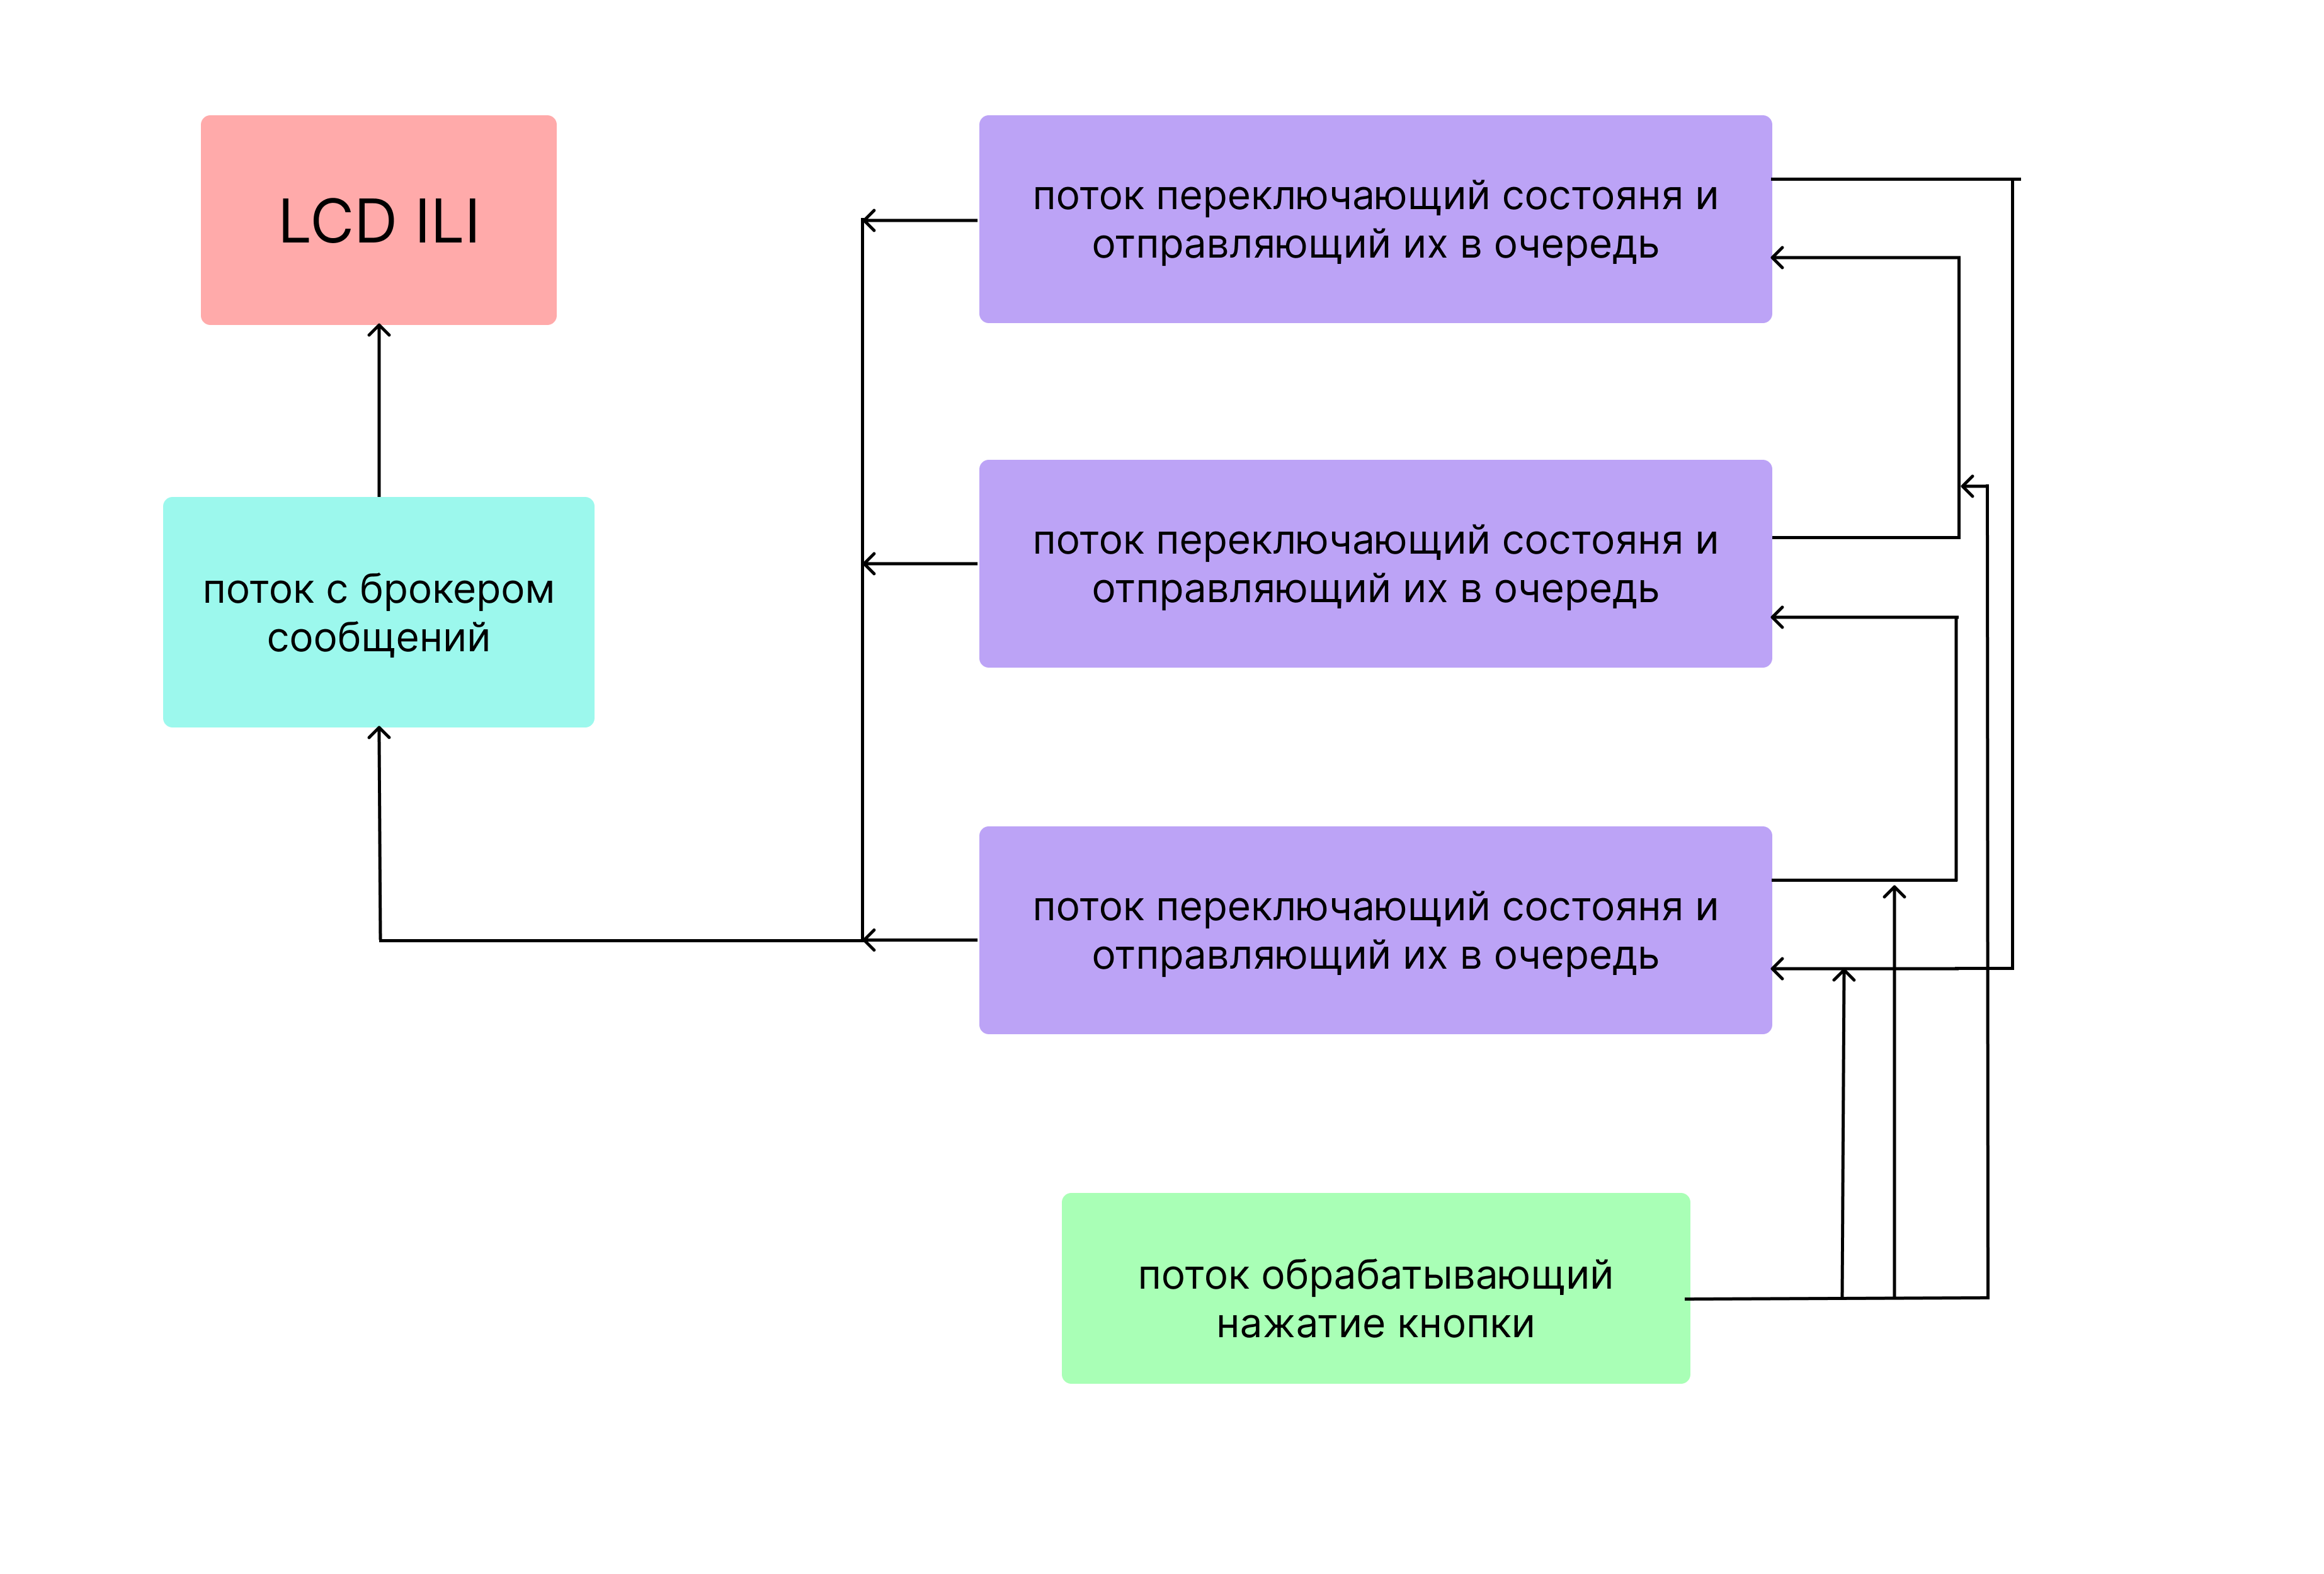 LCD ILI
поток с брокером
сообщений
поток переключающий состояня и
отправляющий их в очередь
поток переключающий состояня и
отправляющий их в очередь
поток переключающий состояня и
отправляющий их в очередь
поток обрабатывающий
нажатие кнопки